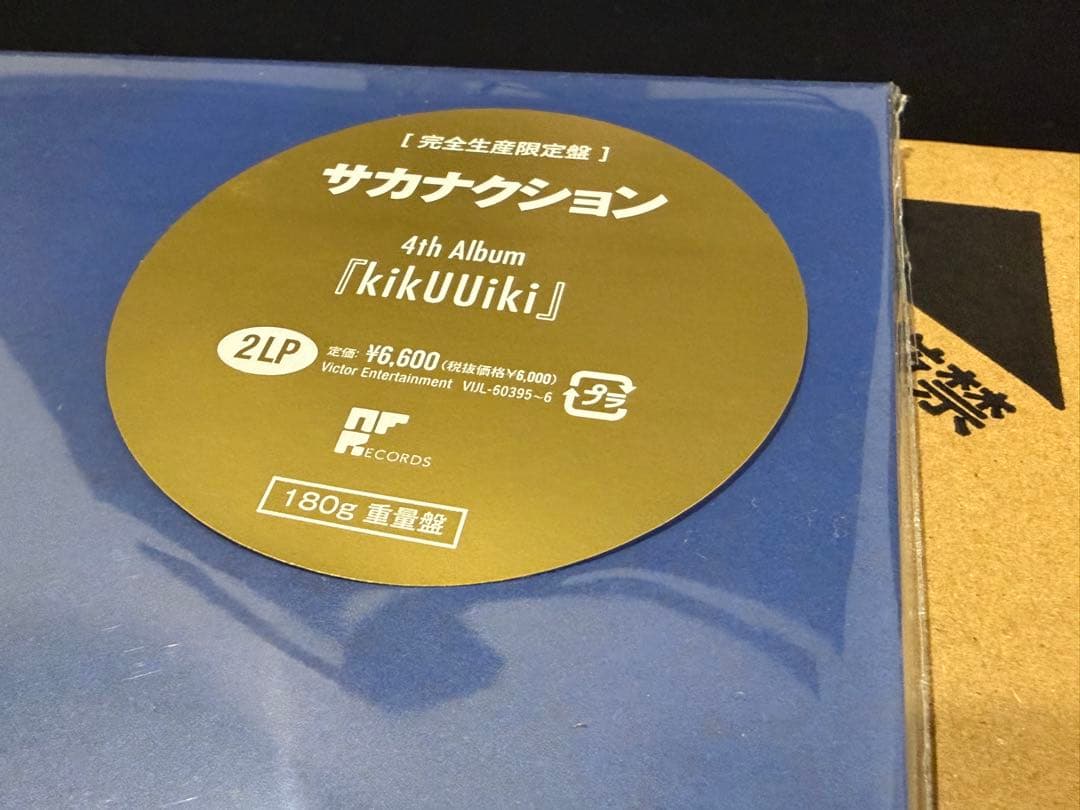 [ 完全生産限定盤 ]
サカナクション
4th Album
『kikUUiki』
2LP
定価: ¥6,600 (税抜価格¥6,000)
Victor Entertainment VIJL-60395~6
プラ
NF RECORDS
180g 重量盤
禁